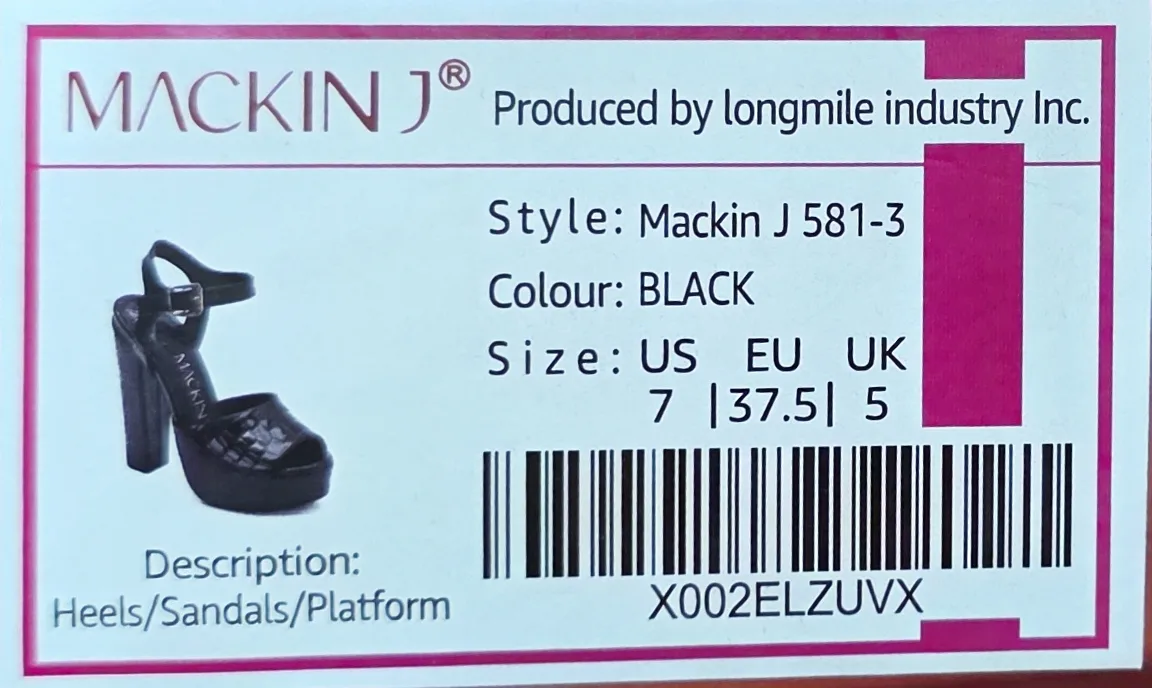 MACKIN J® Produced by longmile industry Inc.
Style: Mackin J 581-3
Colour: BLACK
Size: US EU UK
7 |37.5| 5
MACKIN
Description:
Heels/Sandals/Platform
X002ELZUVX